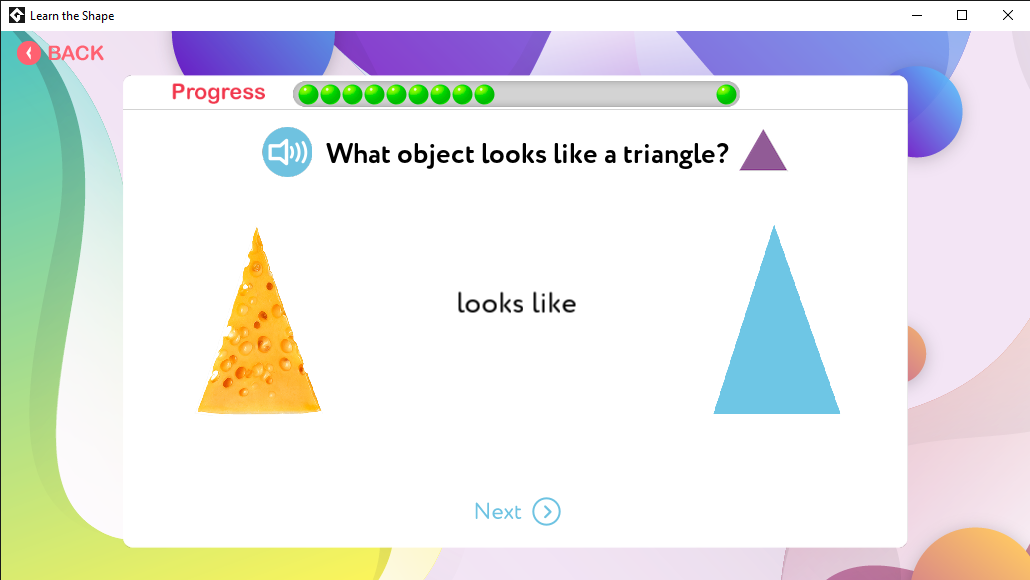 Learn the Shape
BACK
Progress
What object looks like a triangle?
looks like
Next